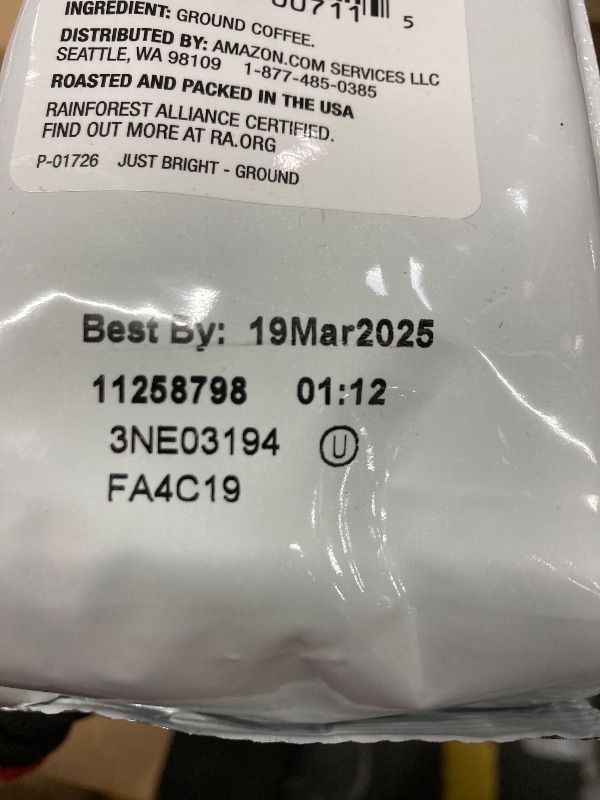 00711 5
INGREDIENT: GROUND COFFEE.
DISTRIBUTED BY: AMAZON.COM SERVICES LLC
SEATTLE, WA 98109 1-877-485-0385
ROASTED AND PACKED IN THE USA
RAINFOREST ALLIANCE CERTIFIED.
FIND OUT MORE AT RA.ORG
P-01726 JUST BRIGHT - GROUND
Best By: 19Mar2025
11258798 01:12
3NE03194 U
FA4C19